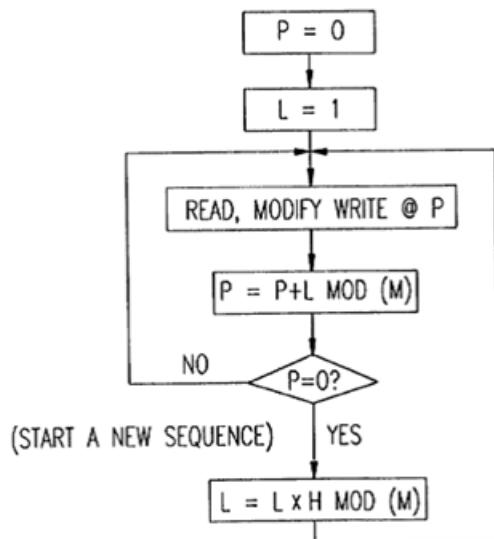 P = 0
L = 1
READ, MODIFY WRITE @ P
P = P+L MOD (M)
NO
P=0?
(START A NEW SEQUENCE)
YES
L = L x H MOD (M)